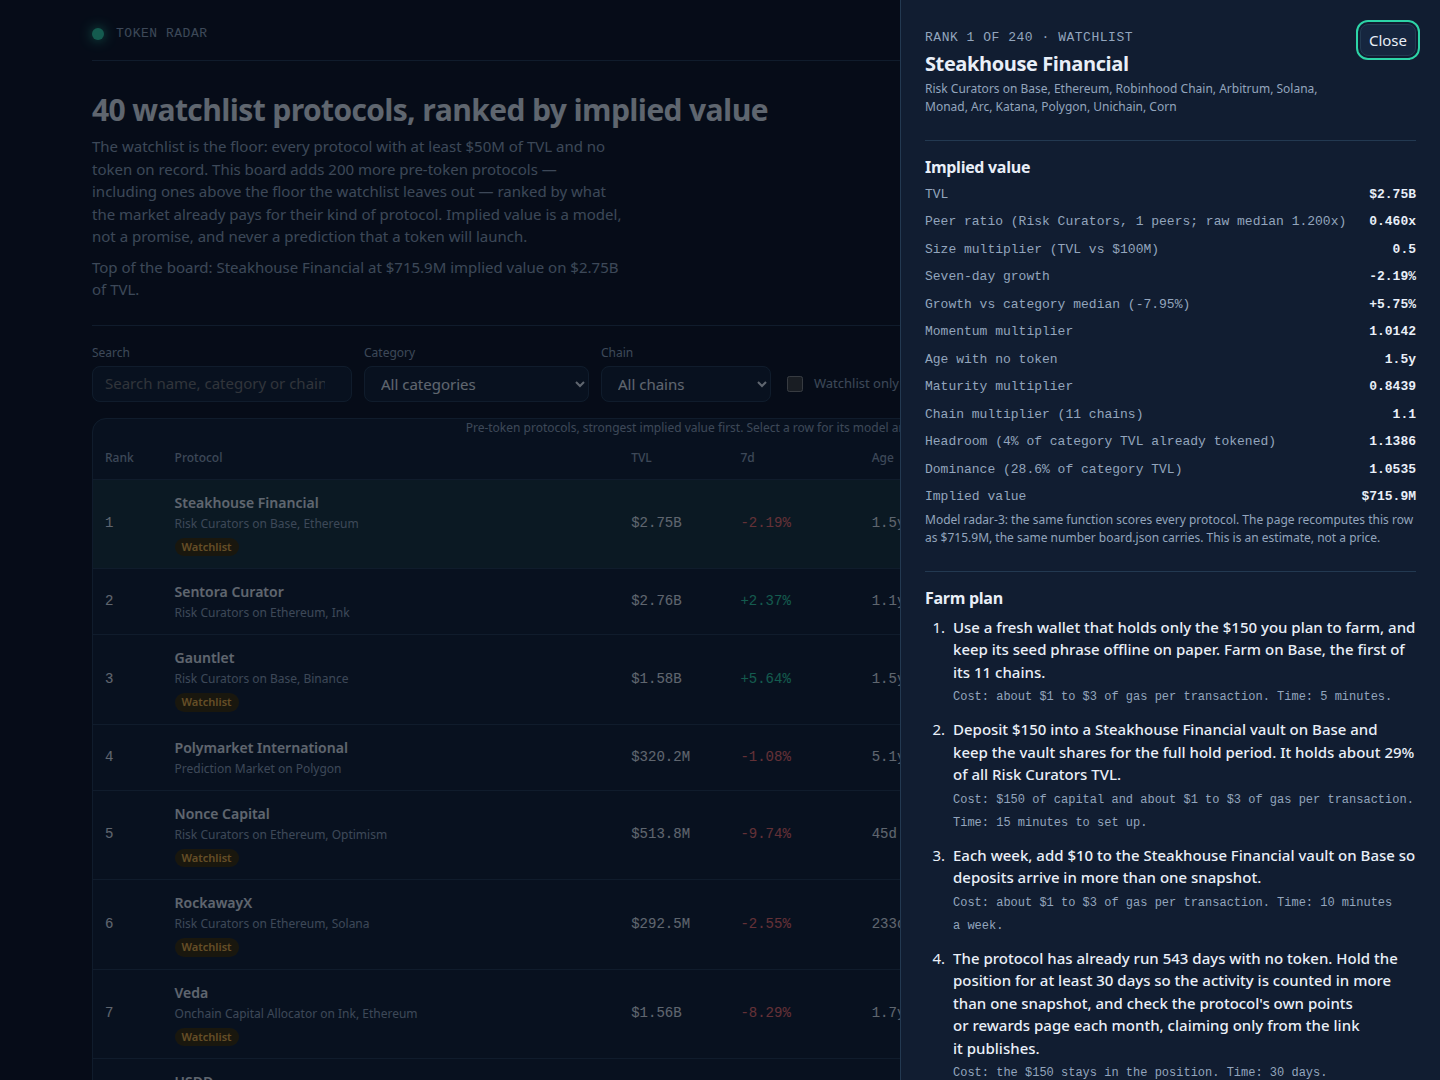 TOKEN RADAR
40 watchlist protocols, ranked by implied value
The watchlist is the floor: every protocol with at least $50M of TVL and no
token on record. This board adds 200 more pre-token protocols —
including ones above the floor the watchlist leaves out — ranked by what
the market already pays for their kind of protocol. Implied value is a model,
not a promise, and never a prediction that a token will launch.
Top of the board: Steakhouse Financial at $715.9M implied value on $2.75B
of TVL.
Search
Category
Chain
Search name, category or chain
All categories
All chains
Watchlist only
Pre-token protocols, strongest implied value first. Select a row for its model a
Rank Protocol TVL 7d Age
1 Steakhouse Financial $2.75B -2.19% 1.5y
Risk Curators on Base, Ethereum
Watchlist
2 Sentora Curator $2.76B +2.37% 1.1y
Risk Curators on Ethereum, Ink
3 Gauntlet $1.58B +5.64% 1.5y
Risk Curators on Base, Binance
Watchlist
4 Polymarket International $320.2M -1.08% 5.1y
Prediction Market on Polygon
5 Nonce Capital $513.8M -9.74% 45d
Risk Curators on Ethereum, Optimism
Watchlist
6 RockawayX $292.5M -2.55% 233d
Risk Curators on Ethereum, Solana
Watchlist
7 Veda $1.56B -8.29% 1.7y
Onchain Capital Allocator on Ink, Ethereum
Watchlist
RANK 1 OF 240 · WATCHLIST
Close
Steakhouse Financial
Risk Curators on Base, Ethereum, Robinhood Chain, Arbitrum, Solana,
Monad, Arc, Katana, Polygon, Unichain, Corn
Implied value
TVL $2.75B
Peer ratio (Risk Curators, 1 peers; raw median 1.200x) 0.460x
Size multiplier (TVL vs $100M) 0.5
Seven-day growth -2.19%
Growth vs category median (-7.95%) +5.75%
Momentum multiplier 1.0142
Age with no token 1.5y
Maturity multiplier 0.8439
Chain multiplier (11 chains) 1.1
Headroom (4% of category TVL already tokened) 1.1386
Dominance (28.6% of category TVL) 1.0535
Implied value $715.9M
Model radar-3: the same function scores every protocol. The page recomputes this row
as $715.9M, the same number board.json carries. This is an estimate, not a price.
Farm plan
1. Use a fresh wallet that holds only the $150 you plan to farm, and
keep its seed phrase offline on paper. Farm on Base, the first of
its 11 chains.
Cost: about $1 to $3 of gas per transaction. Time: 5 minutes.
2. Deposit $150 into a Steakhouse Financial vault on Base and
keep the vault shares for the full hold period. It holds about 29%
of all Risk Curators TVL.
Cost: $150 of capital and about $1 to $3 of gas per transaction.
Time: 15 minutes to set up.
3. Each week, add $10 to the Steakhouse Financial vault on Base so
deposits arrive in more than one snapshot.
Cost: about $1 to $3 of gas per transaction. Time: 10 minutes
a week.
4. The protocol has already run 543 days with no token. Hold the
position for at least 30 days so the activity is counted in more
than one snapshot, and check the protocol's own points
or rewards page each month, claiming only from the link
it publishes.
Cost: the $150 stays in the position. Time: 30 days.